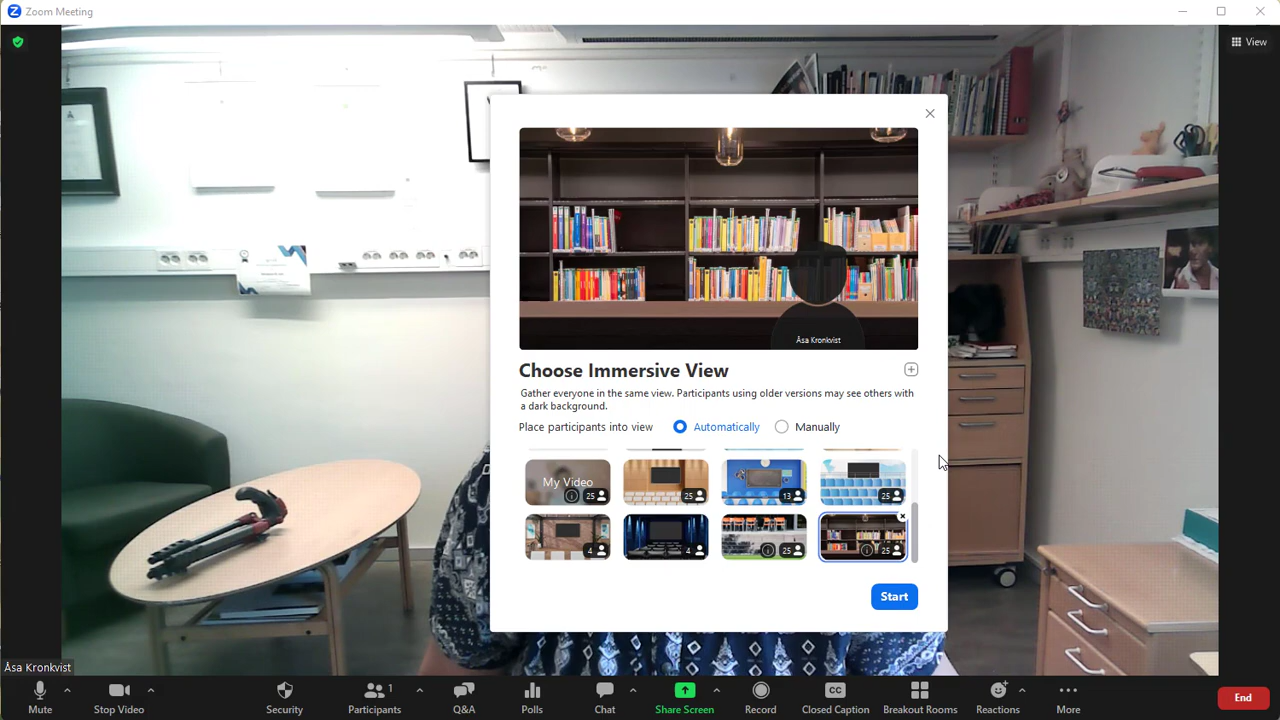 Zoom Meeting
View
Åsa Kronkvist
Choose Immersive View
Gather everyone in the same view. Participants using older versions may see others with
a dark background.
Place participants into view Automatically Manually
My Video
25 25 13 25
4 4 25 25
Start
Åsa Kronkvist
1
CC
Mute Stop Video Security Participants Q&A Polls Chat Share Screen Record Closed Caption Breakout Rooms Reactions More End